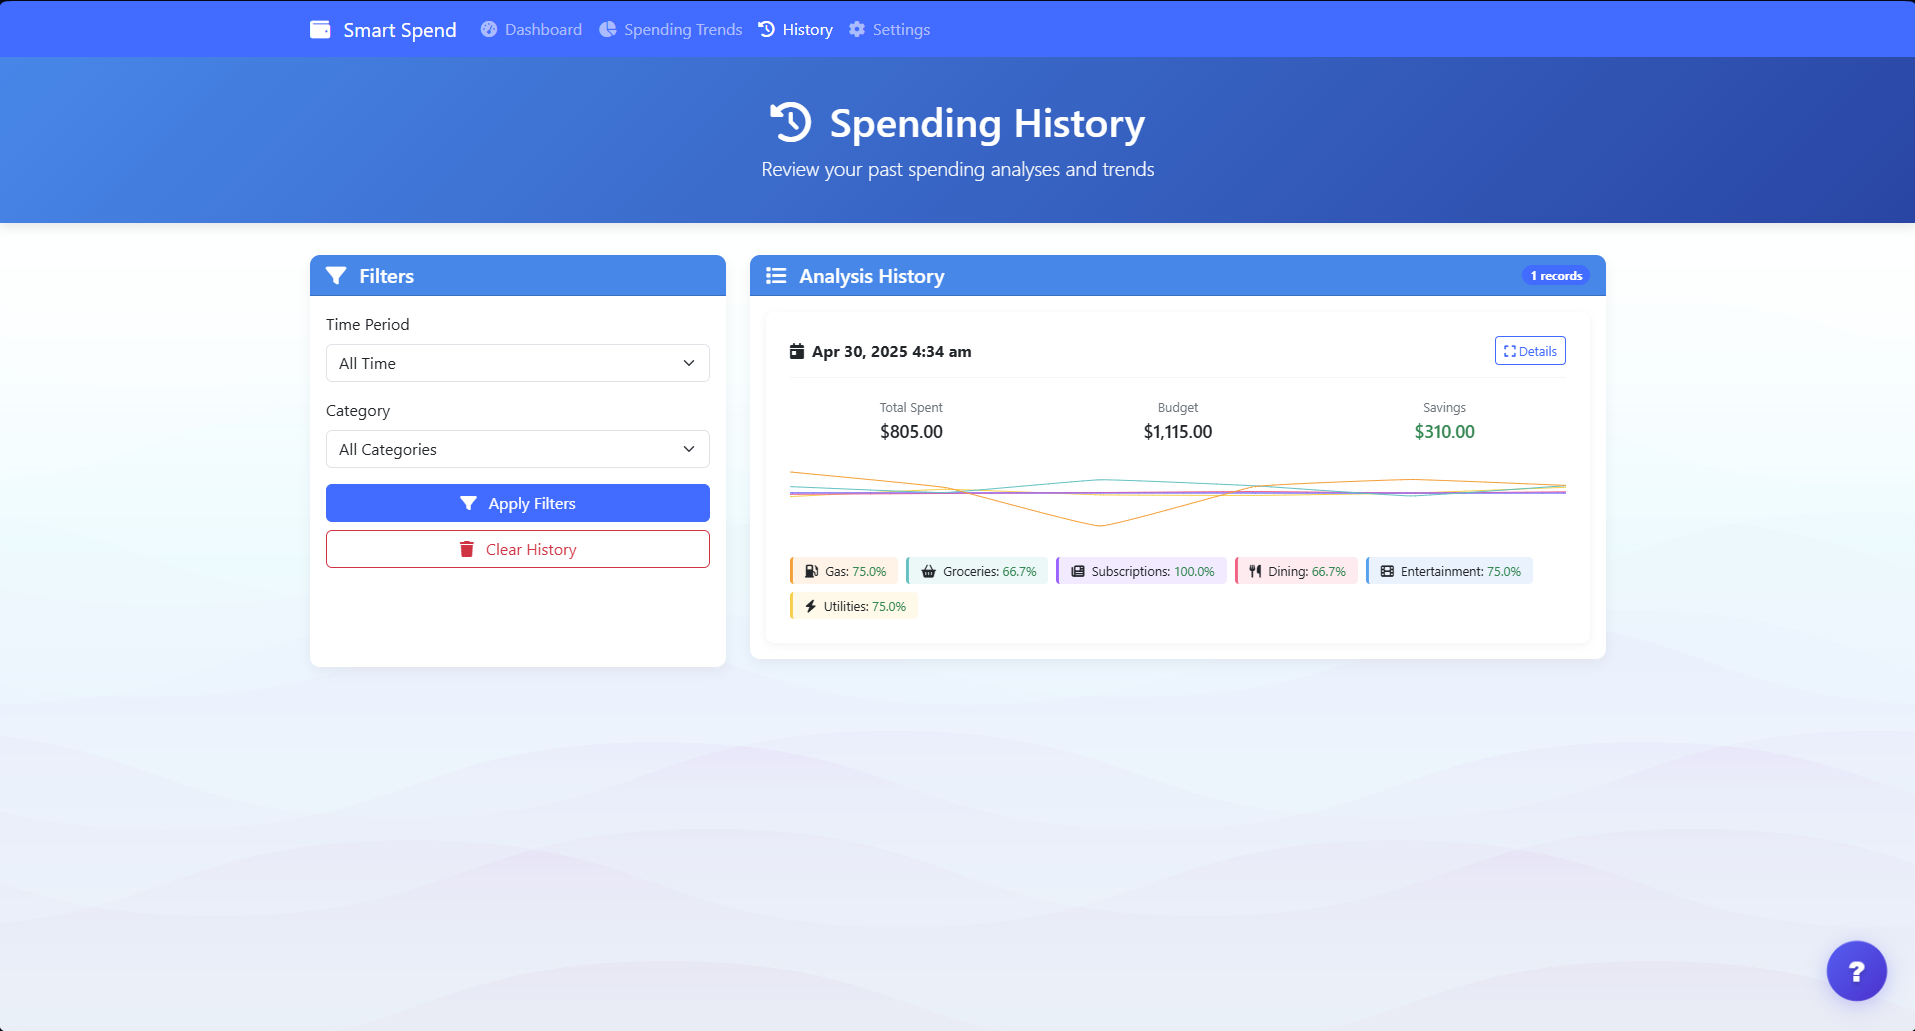 Smart Spend Dashboard Spending Trends History Settings
Spending History
Review your past spending analyses and trends
Filters
Time Period
All Time
Category
All Categories
Apply Filters
Clear History
Analysis History
1 records
Apr 30, 2025 4:34 am
Details
Total Spent Budget Savings
$805.00 $1,115.00 $310.00
Gas: 75.0% Groceries: 66.7% Subscriptions: 100.0% Dining: 66.7% Entertainment: 75.0%
Utilities: 75.0%
?